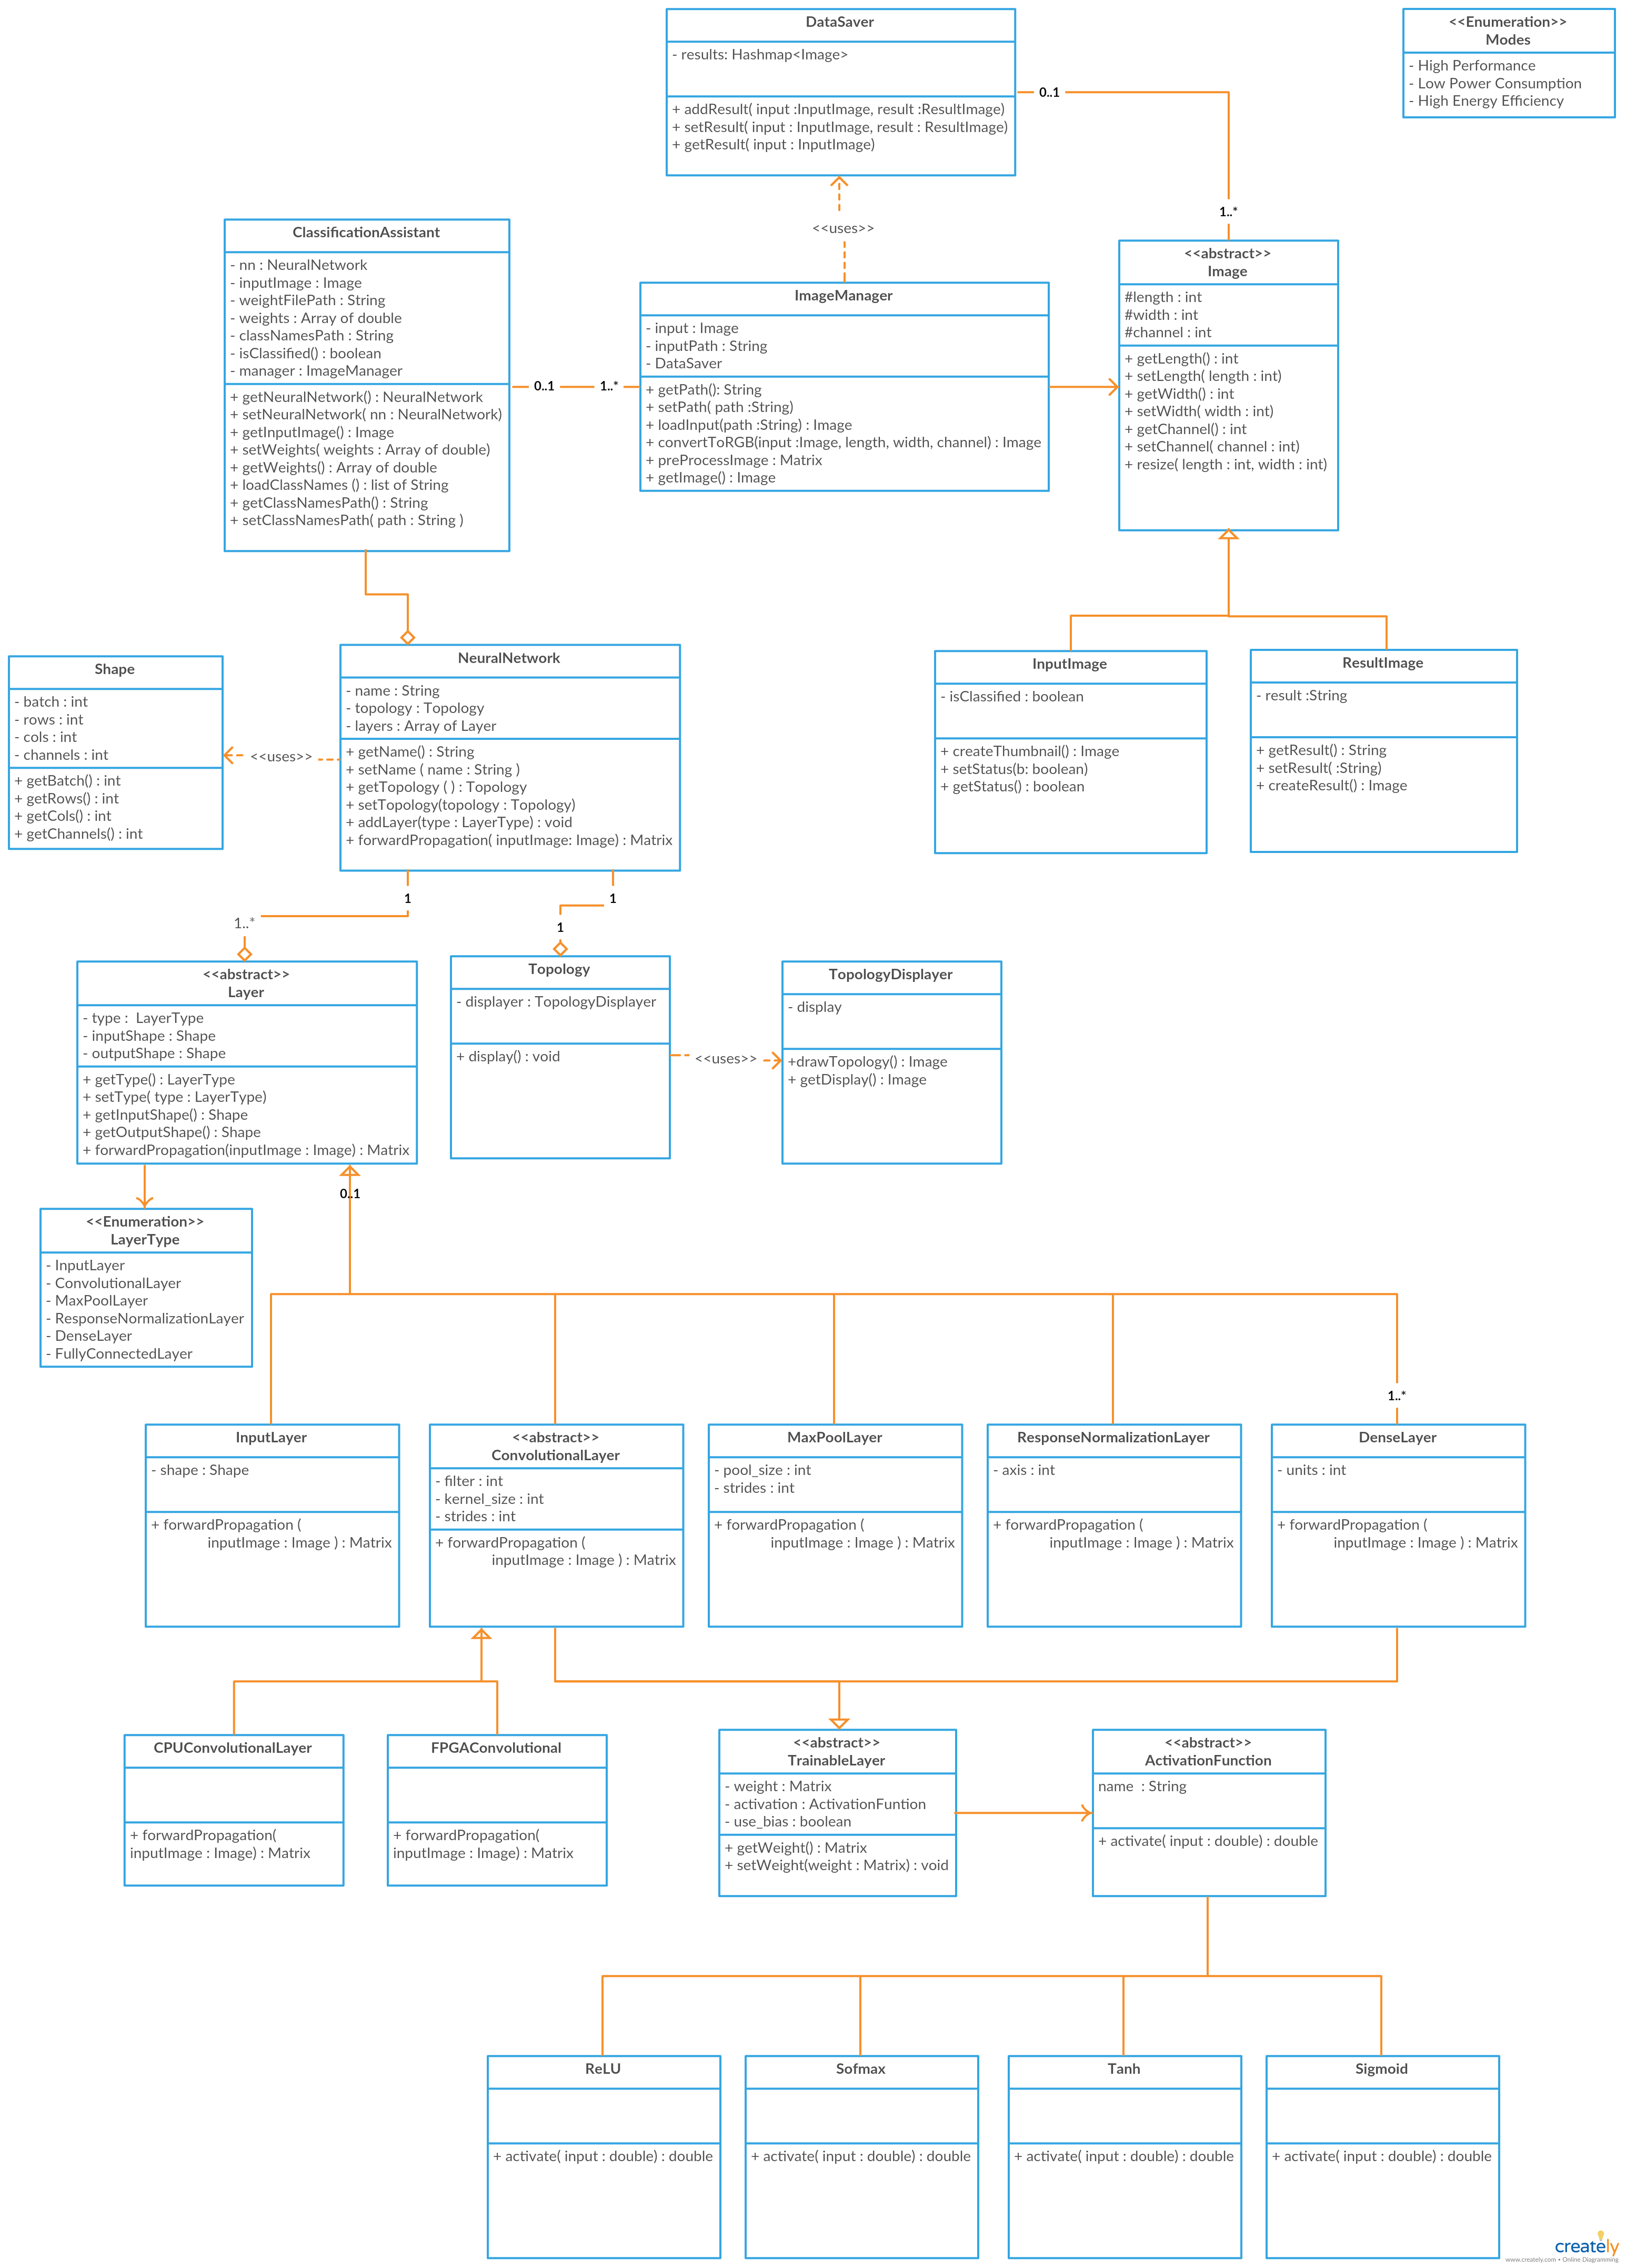 DataSaver
- results: Hashmap<Image>
+ addResult( input :InputImage, result :ResultImage)
+ setResult( input : InputImage, result : ResultImage)
+ getResult( input : InputImage)
<<Enumeration>>
Modes
- High Performance
- Low Power Consumption
- High Energy Efficiency
0..1
1..*
<<uses>>
ClassificationAssistant
- nn : NeuralNetwork
- inputImage : Image
- weightFilePath : String
- weights : Array of double
- classNamesPath : String
- isClassified() : boolean
- manager : ImageManager
+ getNeuralNetwork() : NeuralNetwork
+ setNeuralNetwork( nn : NeuralNetwork)
+ getInputImage() : Image
+ setWeights( weights : Array of double)
+ getWeights() : Array of double
+ loadClassNames () : list of String
+ getClassNamesPath() : String
+ setClassNamesPath( path : String )
0..1
1..*
ImageManager
- input : Image
- inputPath : String
- DataSaver
+ getPath(): String
+ setPath( path :String)
+ loadInput(path :String) : Image
+ convertToRGB(input :Image, length, width, channel) : Image
+ preProcessImage : Matrix
+ getImage() : Image
<<abstract>>
Image
#length : int
#width : int
#channel : int
+ getLength() : int
+ setLength( length : int)
+ getWidth() : int
+ setWidth( width : int)
+ getChannel() : int
+ setChannel( channel : int)
+ resize( length : int, width : int)
Shape
- batch : int
- rows : int
- cols : int
- channels : int
+ getBatch() : int
+ getRows() : int
+ getCols() : int
+ getChannels() : int
<<uses>>
NeuralNetwork
- name : String
- topology : Topology
- layers : Array of Layer
+ getName() : String
+ setName ( name : String )
+ getTopology ( ) : Topology
+ setTopology(topology : Topology)
+ addLayer(type : LayerType) : void
+ forwardPropagation( inputImage: Image) : Matrix
InputImage
- isClassified : boolean
+ createThumbnail() : Image
+ setStatus(b: boolean)
+ getStatus() : boolean
ResultImage
- result :String
+ getResult() : String
+ setResult( :String)
+ createResult() : Image
1
1..*
1
1
<<abstract>>
Layer
- type :  LayerType
- inputShape : Shape
- outputShape : Shape
+ getType() : LayerType
+ setType( type : LayerType)
+ getInputShape() : Shape
+ getOutputShape() : Shape
+ forwardPropagation(inputImage : Image) : Matrix
Topology
- displayer : TopologyDisplayer
+ display() : void
<<uses>>
TopologyDisplayer
- display
+drawTopology() : Image
+ getDisplay() : Image
0..1
<<Enumeration>>
LayerType
- InputLayer
- ConvolutionalLayer
- MaxPoolLayer
- ResponseNormalizationLayer
- DenseLayer
- FullyConnectedLayer
1..*
InputLayer
- shape : Shape
+ forwardPropagation (
inputImage : Image ) : Matrix
<<abstract>>
ConvolutionalLayer
- filter : int
- kernel_size : int
- strides : int
+ forwardPropagation (
inputImage : Image ) : Matrix
MaxPoolLayer
- pool_size : int
- strides : int
+ forwardPropagation (
inputImage : Image ) : Matrix
ResponseNormalizationLayer
- axis : int
+ forwardPropagation (
inputImage : Image ) : Matrix
DenseLayer
- units : int
+ forwardPropagation (
inputImage : Image ) : Matrix
CPUConvolutionalLayer
+ forwardPropagation(
inputImage : Image) : Matrix
FPGAConvolutional
+ forwardPropagation(
inputImage : Image) : Matrix
<<abstract>>
TrainableLayer
- weight : Matrix
- activation : ActivationFuntion
- use_bias : boolean
+ getWeight() : Matrix
+ setWeight(weight : Matrix) : void
<<abstract>>
ActivationFunction
name  : String
+ activate( input : double) : double
ReLU
+ activate( input : double) : double
Sofmax
+ activate( input : double) : double
Tanh
+ activate( input : double) : double
Sigmoid
+ activate( input : double) : double
creately
www.creately.com • Online Diagramming